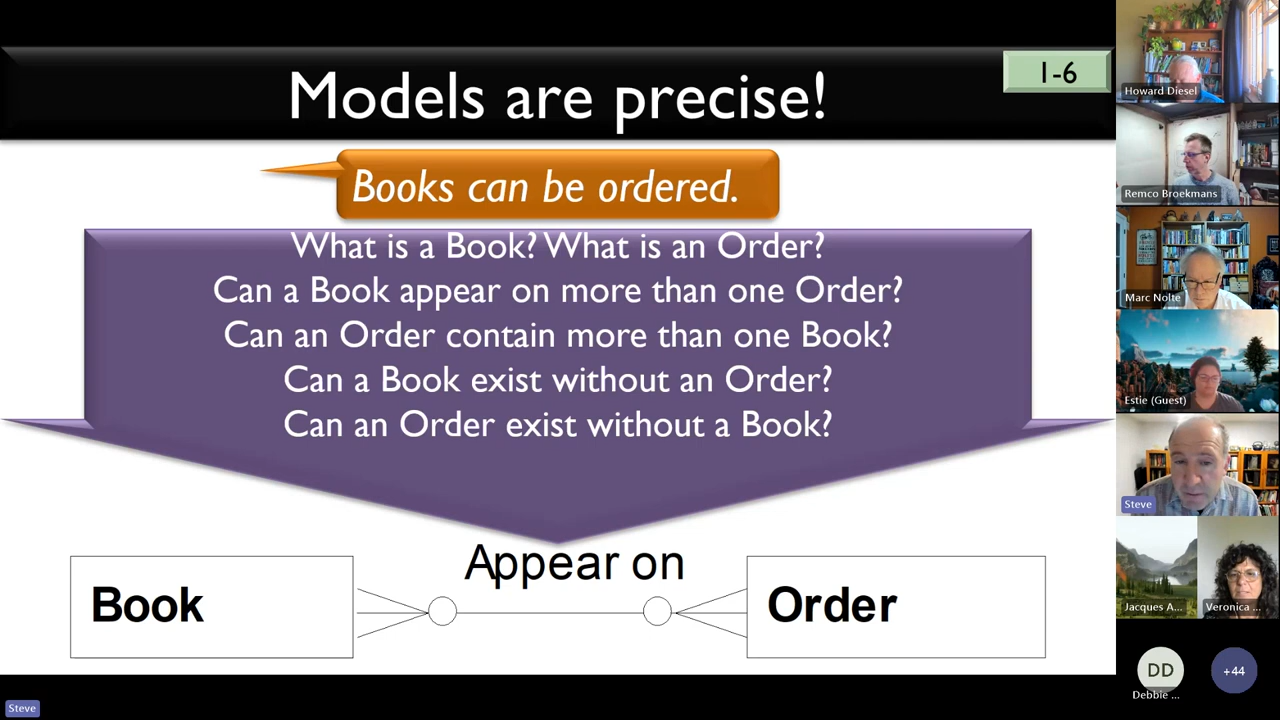 Models are precise!
1-6
Books can be ordered.
What is a Book? What is an Order?
Can a Book appear on more than one Order?
Can an Order contain more than one Book?
Can a Book exist without an Order?
Can an Order exist without a Book?
Appear on
Book
Order
Howard Diesel
Remco Broekmans
Marc Nolte
Estie (Guest)
Steve
Jacques A...
Veronica ...
DD
Debbie ...
+44
Steve